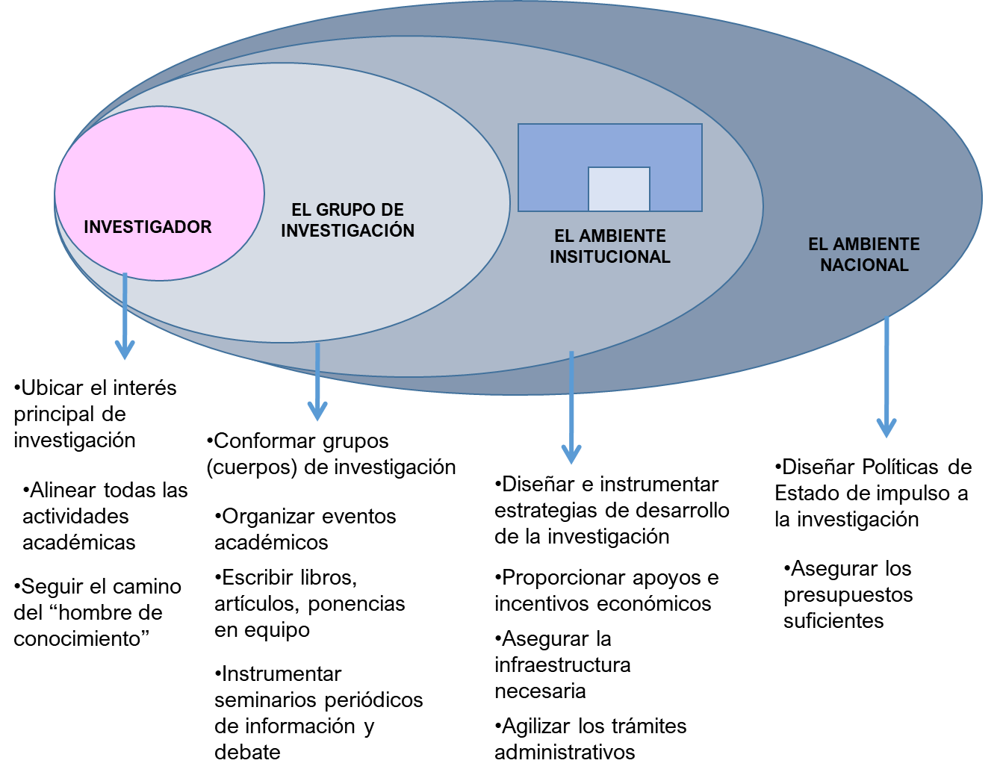 INVESTIGADOR
EL GRUPO DE
INVESTIGACIÓN
EL AMBIENTE
INSITUCIONAL
EL AMBIENTE
NACIONAL
•Ubicar el interés
principal de
investigación
•Alinear todas las
actividades
académicas
•Seguir el camino
del “hombre de
conocimiento”
•Conformar grupos
(cuerpos) de investigación
•Organizar eventos
académicos
•Escribir libros,
artículos, ponencias
en equipo
•Instrumentar
seminarios periódicos
de información y
debate
•Diseñar e instrumentar
estrategias de desarrollo
de la investigación
•Proporcionar apoyos e
incentivos económicos
•Asegurar la
infraestructura
necesaria
•Agilizar los trámites
administrativos
•Diseñar Políticas de
Estado de impulso a
la investigación
•Asegurar los
presupuestos
suficientes